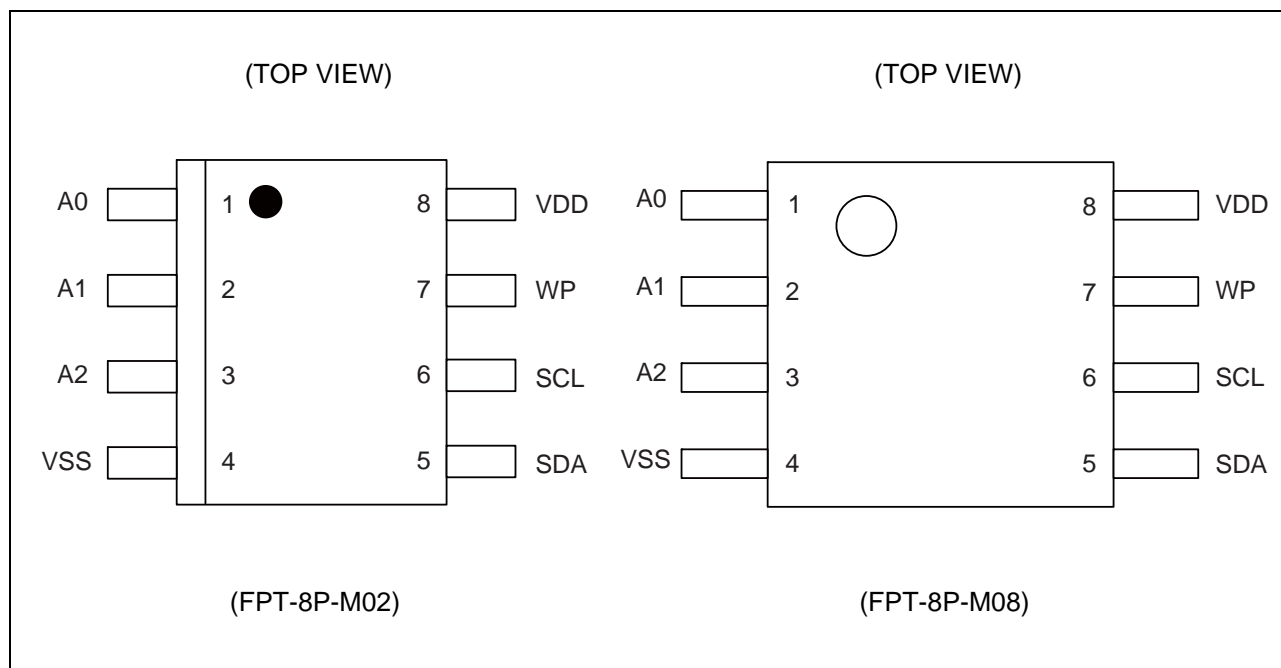 (TOP VIEW)
A0 1 8 VDD
A1 2 7 WP
A2 3 6 SCL
VSS 4 5 SDA
(FPT-8P-M02)
(TOP VIEW)
A0 1 8 VDD
A1 2 7 WP
A2 3 6 SCL
VSS 4 5 SDA
(FPT-8P-M08)